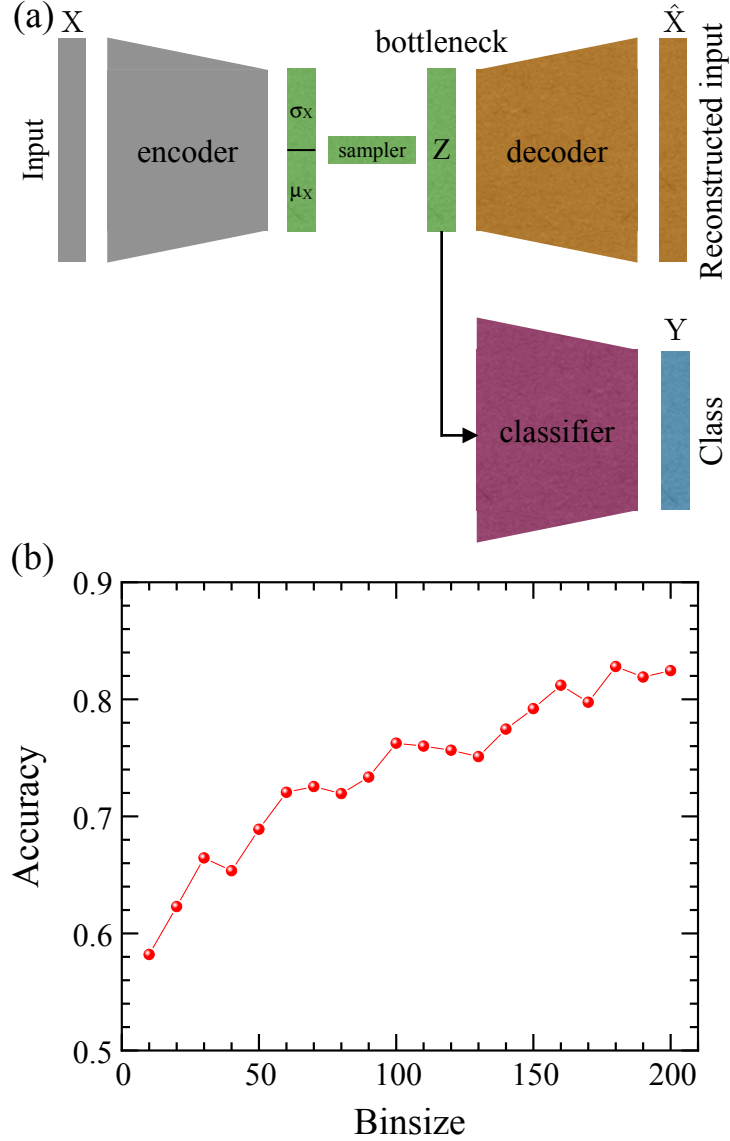 (a)
X
Input
encoder
σX
μX
sampler
bottleneck
Z
decoder
X̂
Reconstructed input
classifier
Y
Class
(b)
0.9
0.8
0.7
0.6
0.5
Accuracy
0 50 100 150 200
Binsize